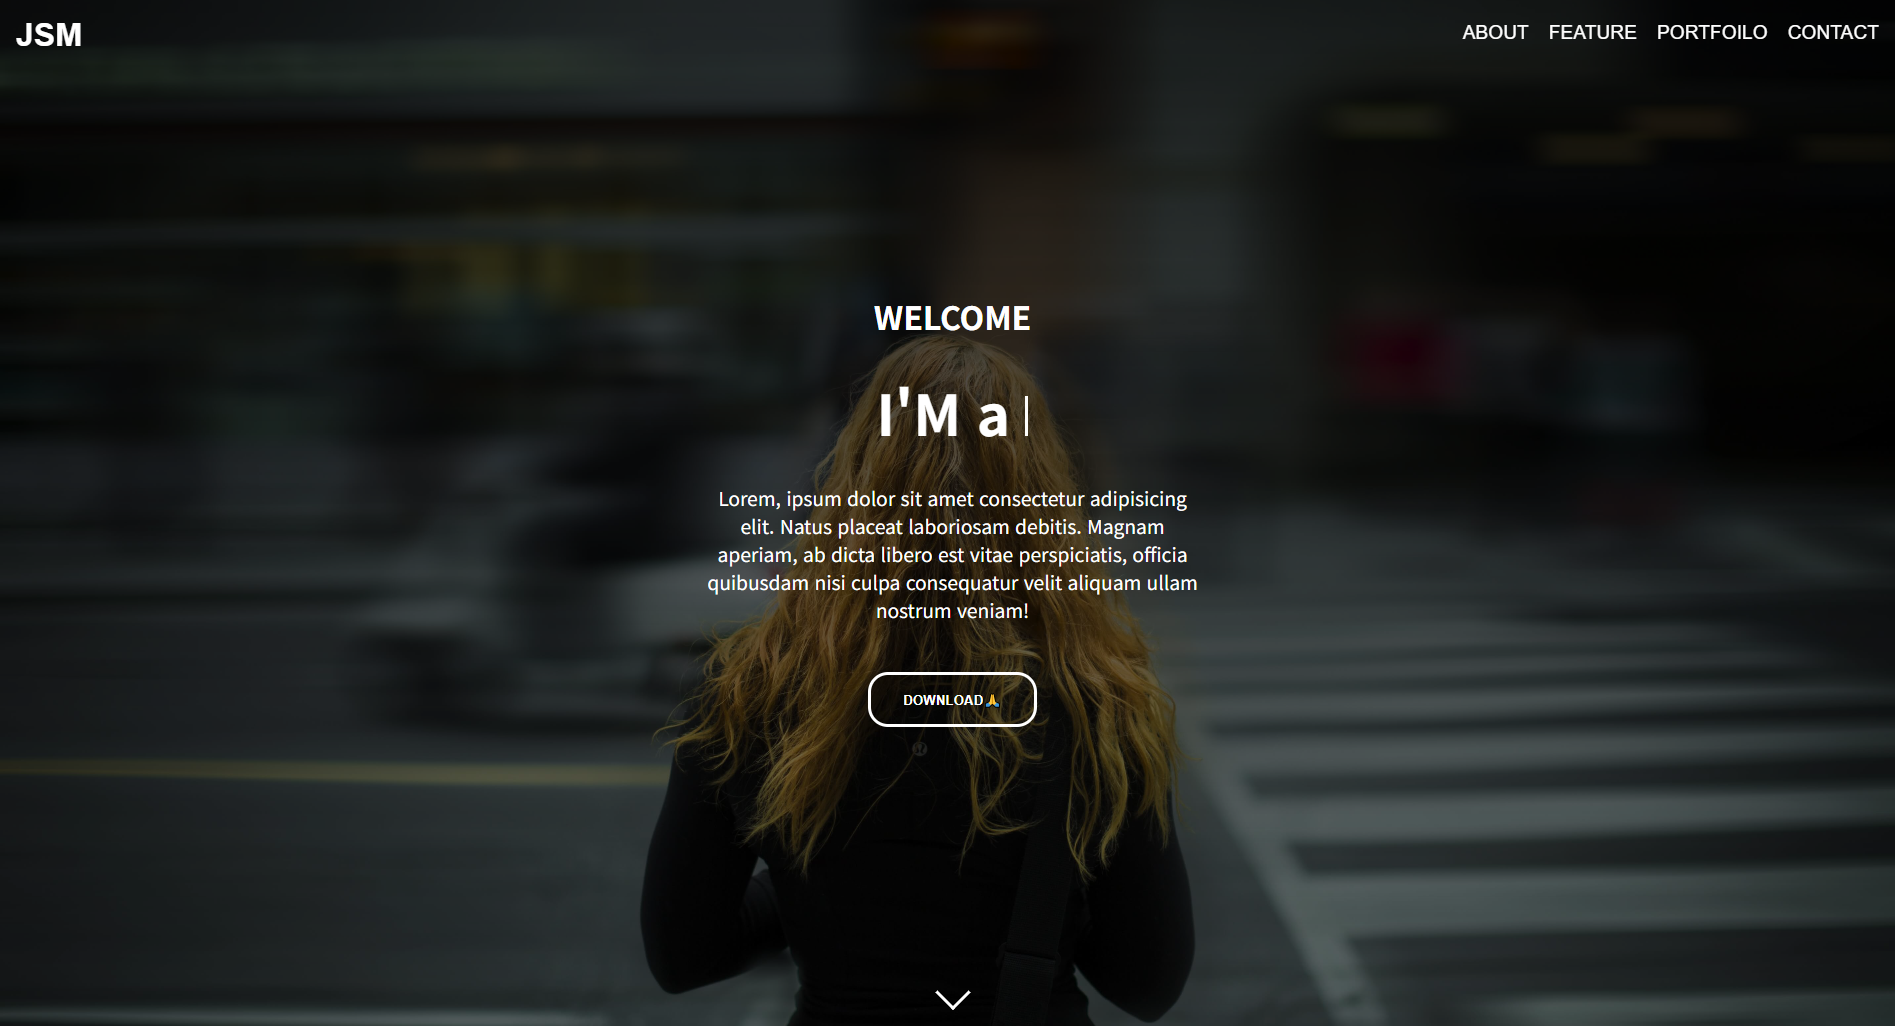 JSM
ABOUT FEATURE PORTFOILO CONTACT
WELCOME
I'M a |
Lorem, ipsum dolor sit amet consectetur adipisicing
elit. Natus placeat laboriosam debitis. Magnam
aperiam, ab dicta libero est vitae perspiciatis, officia
quibusdam nisi culpa consequatur velit aliquam ullam
nostrum veniam!
DOWNLOAD🙏